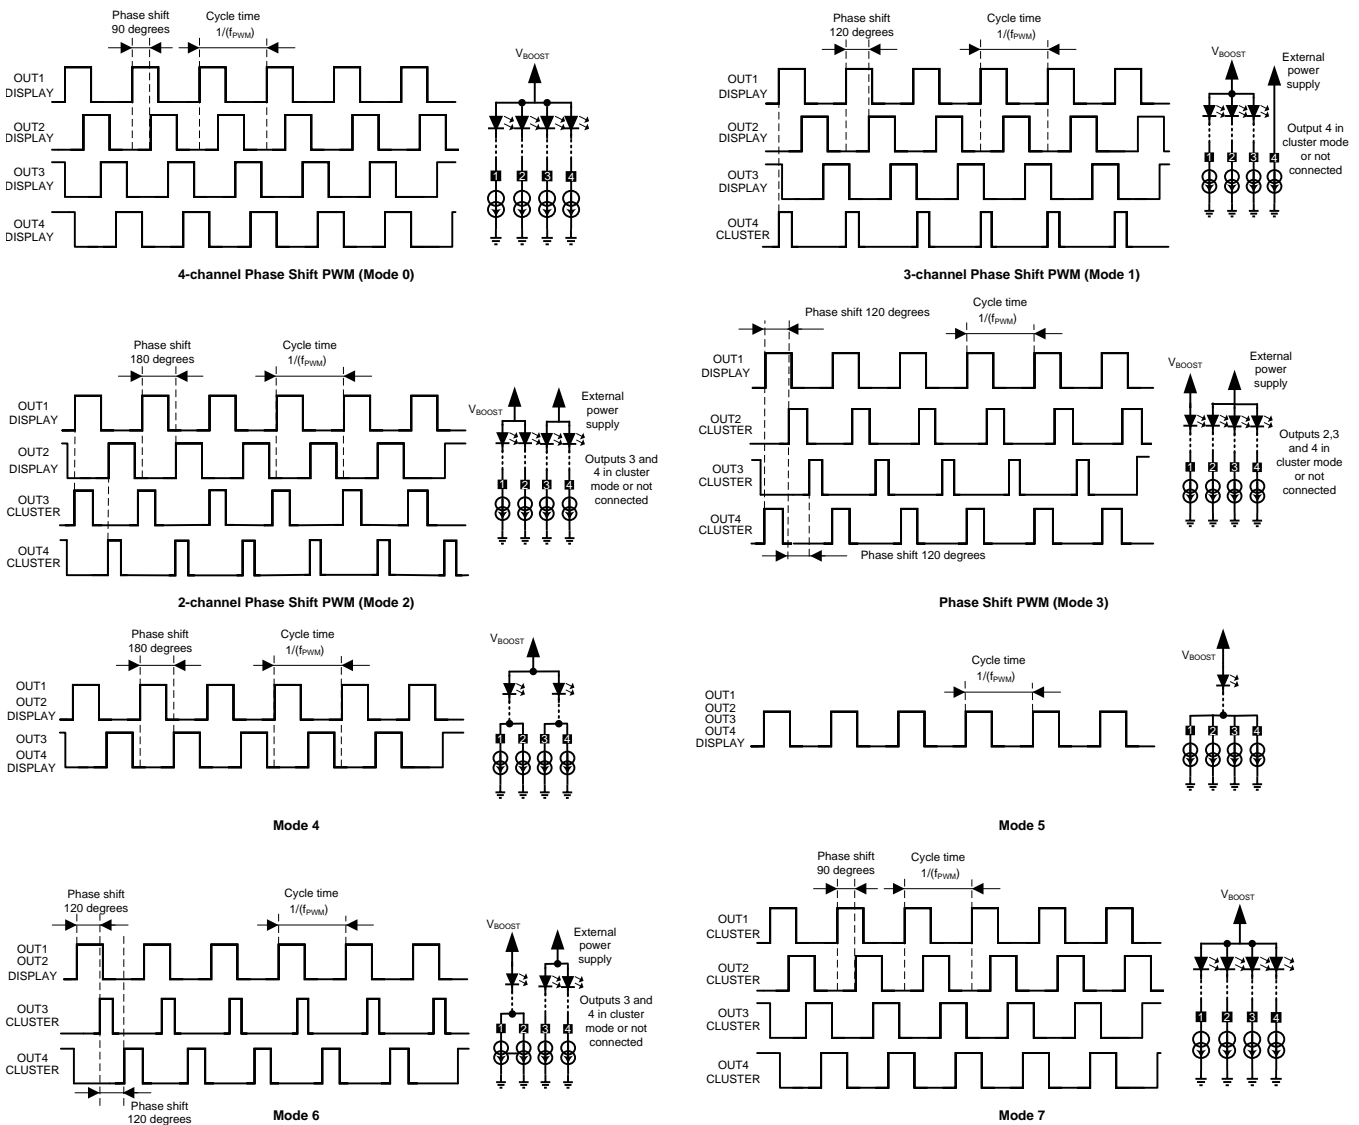 Phase shift
90 degrees
Cycle time
1/(fPWM)
OUT1
DISPLAY
OUT2
DISPLAY
OUT3
DISPLAY
OUT4
DISPLAY
VBOOST
1 2 3 4
4-channel Phase Shift PWM (Mode 0)
Phase shift
120 degrees
Cycle time
1/(fPWM)
OUT1
DISPLAY
OUT2
DISPLAY
OUT3
DISPLAY
OUT4
CLUSTER
VBOOST
External
power
supply
Output 4 in
cluster mode
or not
connected
1 2 3 4
3-channel Phase Shift PWM (Mode 1)
Phase shift
180 degrees
Cycle time
1/(fPWM)
OUT1
DISPLAY
OUT2
DISPLAY
OUT3
CLUSTER
OUT4
CLUSTER
VBOOST
External
power
supply
Outputs 3 and
4 in cluster
mode or not
connected
1 2 3 4
2-channel Phase Shift PWM (Mode 2)
Phase shift 120 degrees
Cycle time
1/(fPWM)
OUT1
DISPLAY
OUT2
CLUSTER
OUT3
CLUSTER
OUT4
CLUSTER
Phase shift 120 degrees
VBOOST
External
power
supply
Outputs 2,3
and 4 in
cluster mode
or not
connected
1 2 3 4
Phase Shift PWM (Mode 3)
Phase shift
180 degrees
Cycle time
1/(fPWM)
OUT1
OUT2
DISPLAY
OUT3
OUT4
DISPLAY
VBOOST
1 2 3 4
Mode 4
Cycle time
1/(fPWM)
OUT1
OUT2
OUT3
OUT4
DISPLAY
VBOOST
1 2 3 4
Mode 5
Phase shift
120 degrees
Cycle time
1/(fPWM)
OUT1
OUT2
DISPLAY
OUT3
CLUSTER
OUT4
CLUSTER
Phase shift
120 degrees
VBOOST
External
power
supply
Outputs 3 and
4 in cluster
mode or not
connected
1 2 3 4
Mode 6
Phase shift
90 degrees
Cycle time
1/(fPWM)
OUT1
CLUSTER
OUT2
CLUSTER
OUT3
CLUSTER
OUT4
CLUSTER
VBOOST
1 2 3 4
Mode 7